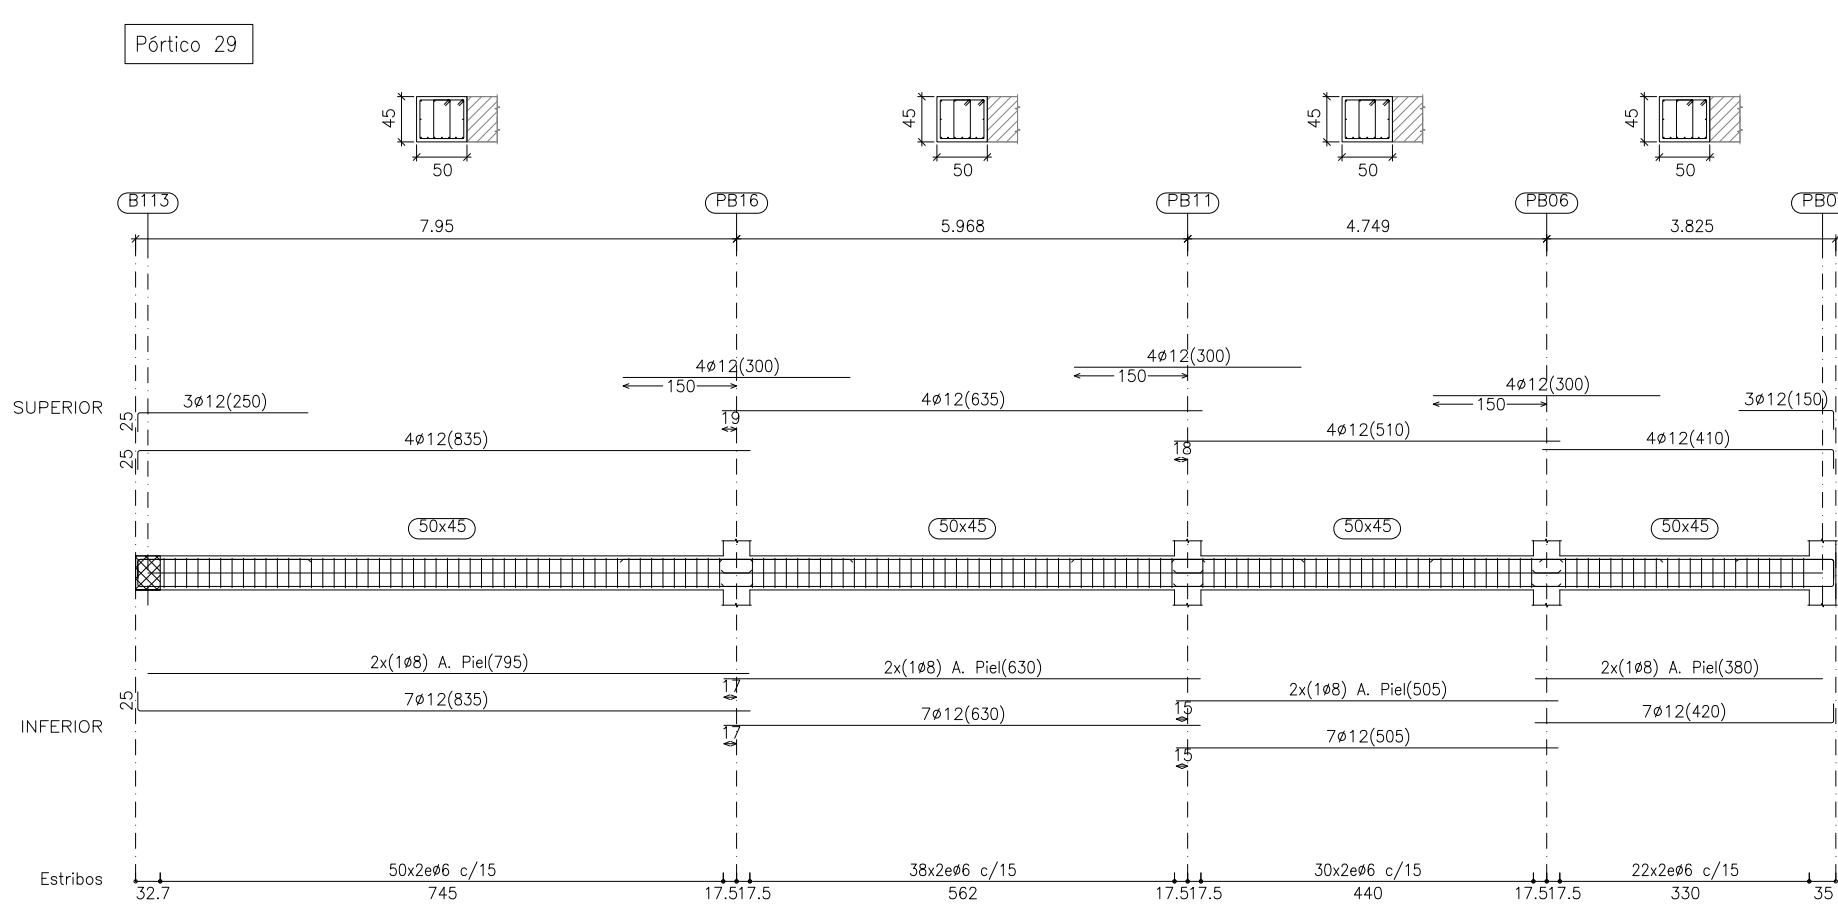 Pórtico 29
45 45 45 45
50 50 50 50
B113 PB16 PB11 PB06 PB0
7.95 5.968 4.749 3.825
4ø12(300)
150
4ø12(300)
150
4ø12(300)
150
SUPERIOR
3ø12(250)
25
4ø12(635)
19
3ø12(150)
4ø12(835)
25
4ø12(510)
18
4ø12(410)
50x45 50x45 50x45 50x45
2x(1ø8) A. Piel(795)
2x(1ø8) A. Piel(630)
17
2x(1ø8) A. Piel(505)
15
2x(1ø8) A. Piel(380)
INFERIOR
25
7ø12(835)
7ø12(630)
17
7ø12(505)
15
7ø12(420)
Estribos
50x2eø6 c/15 38x2eø6 c/15 30x2eø6 c/15 22x2eø6 c/15
32.7 745 17.517.5 562 17.517.5 440 17.517.5 330 35